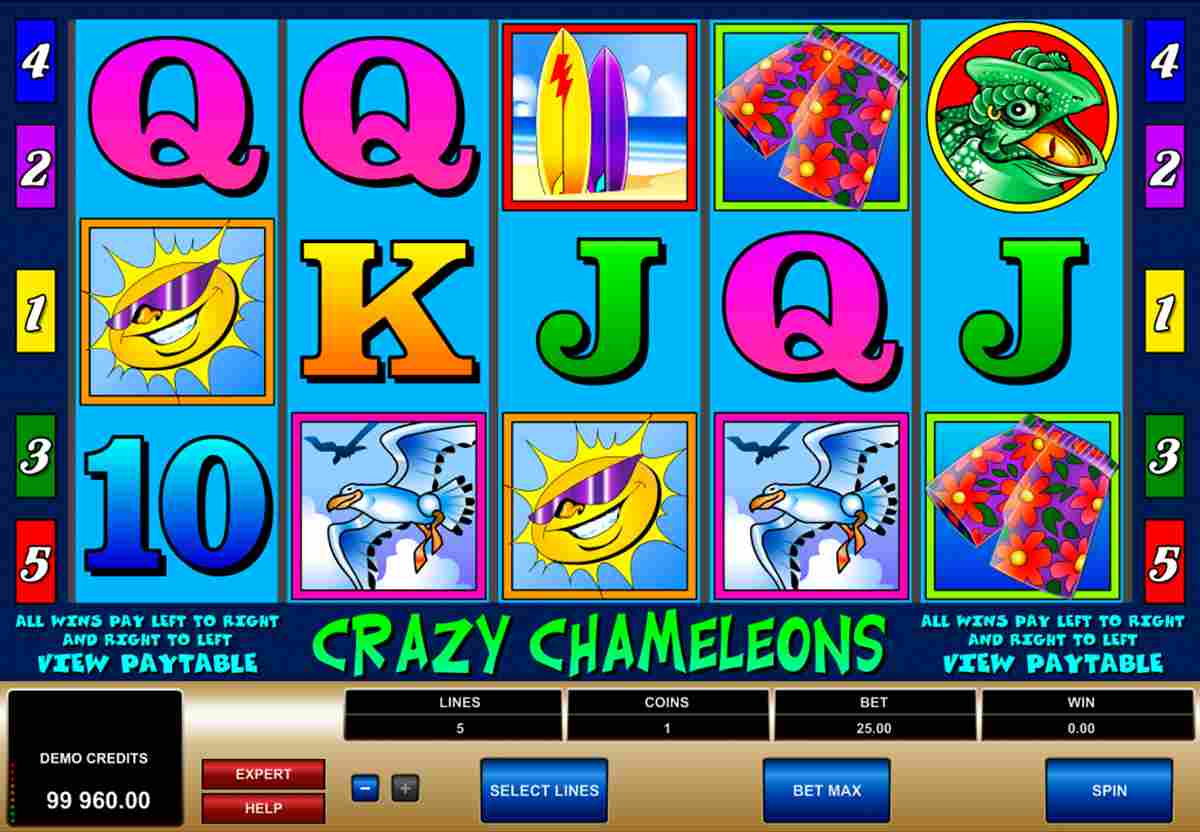 4 Q Q 4
2 2
1 K J Q J 1
3 10 3
5 5
ALL WINS PAY LEFT TO RIGHT
AND RIGHT TO LEFT
VIEW PAYTABLE
CRAZY CHAMELEONS
ALL WINS PAY LEFT TO RIGHT
AND RIGHT TO LEFT
VIEW PAYTABLE
LINES COINS BET WIN
5 1 25.00 0.00
DEMO CREDITS
99 960.00
EXPERT
HELP
- +
SELECT LINES
BET MAX
SPIN